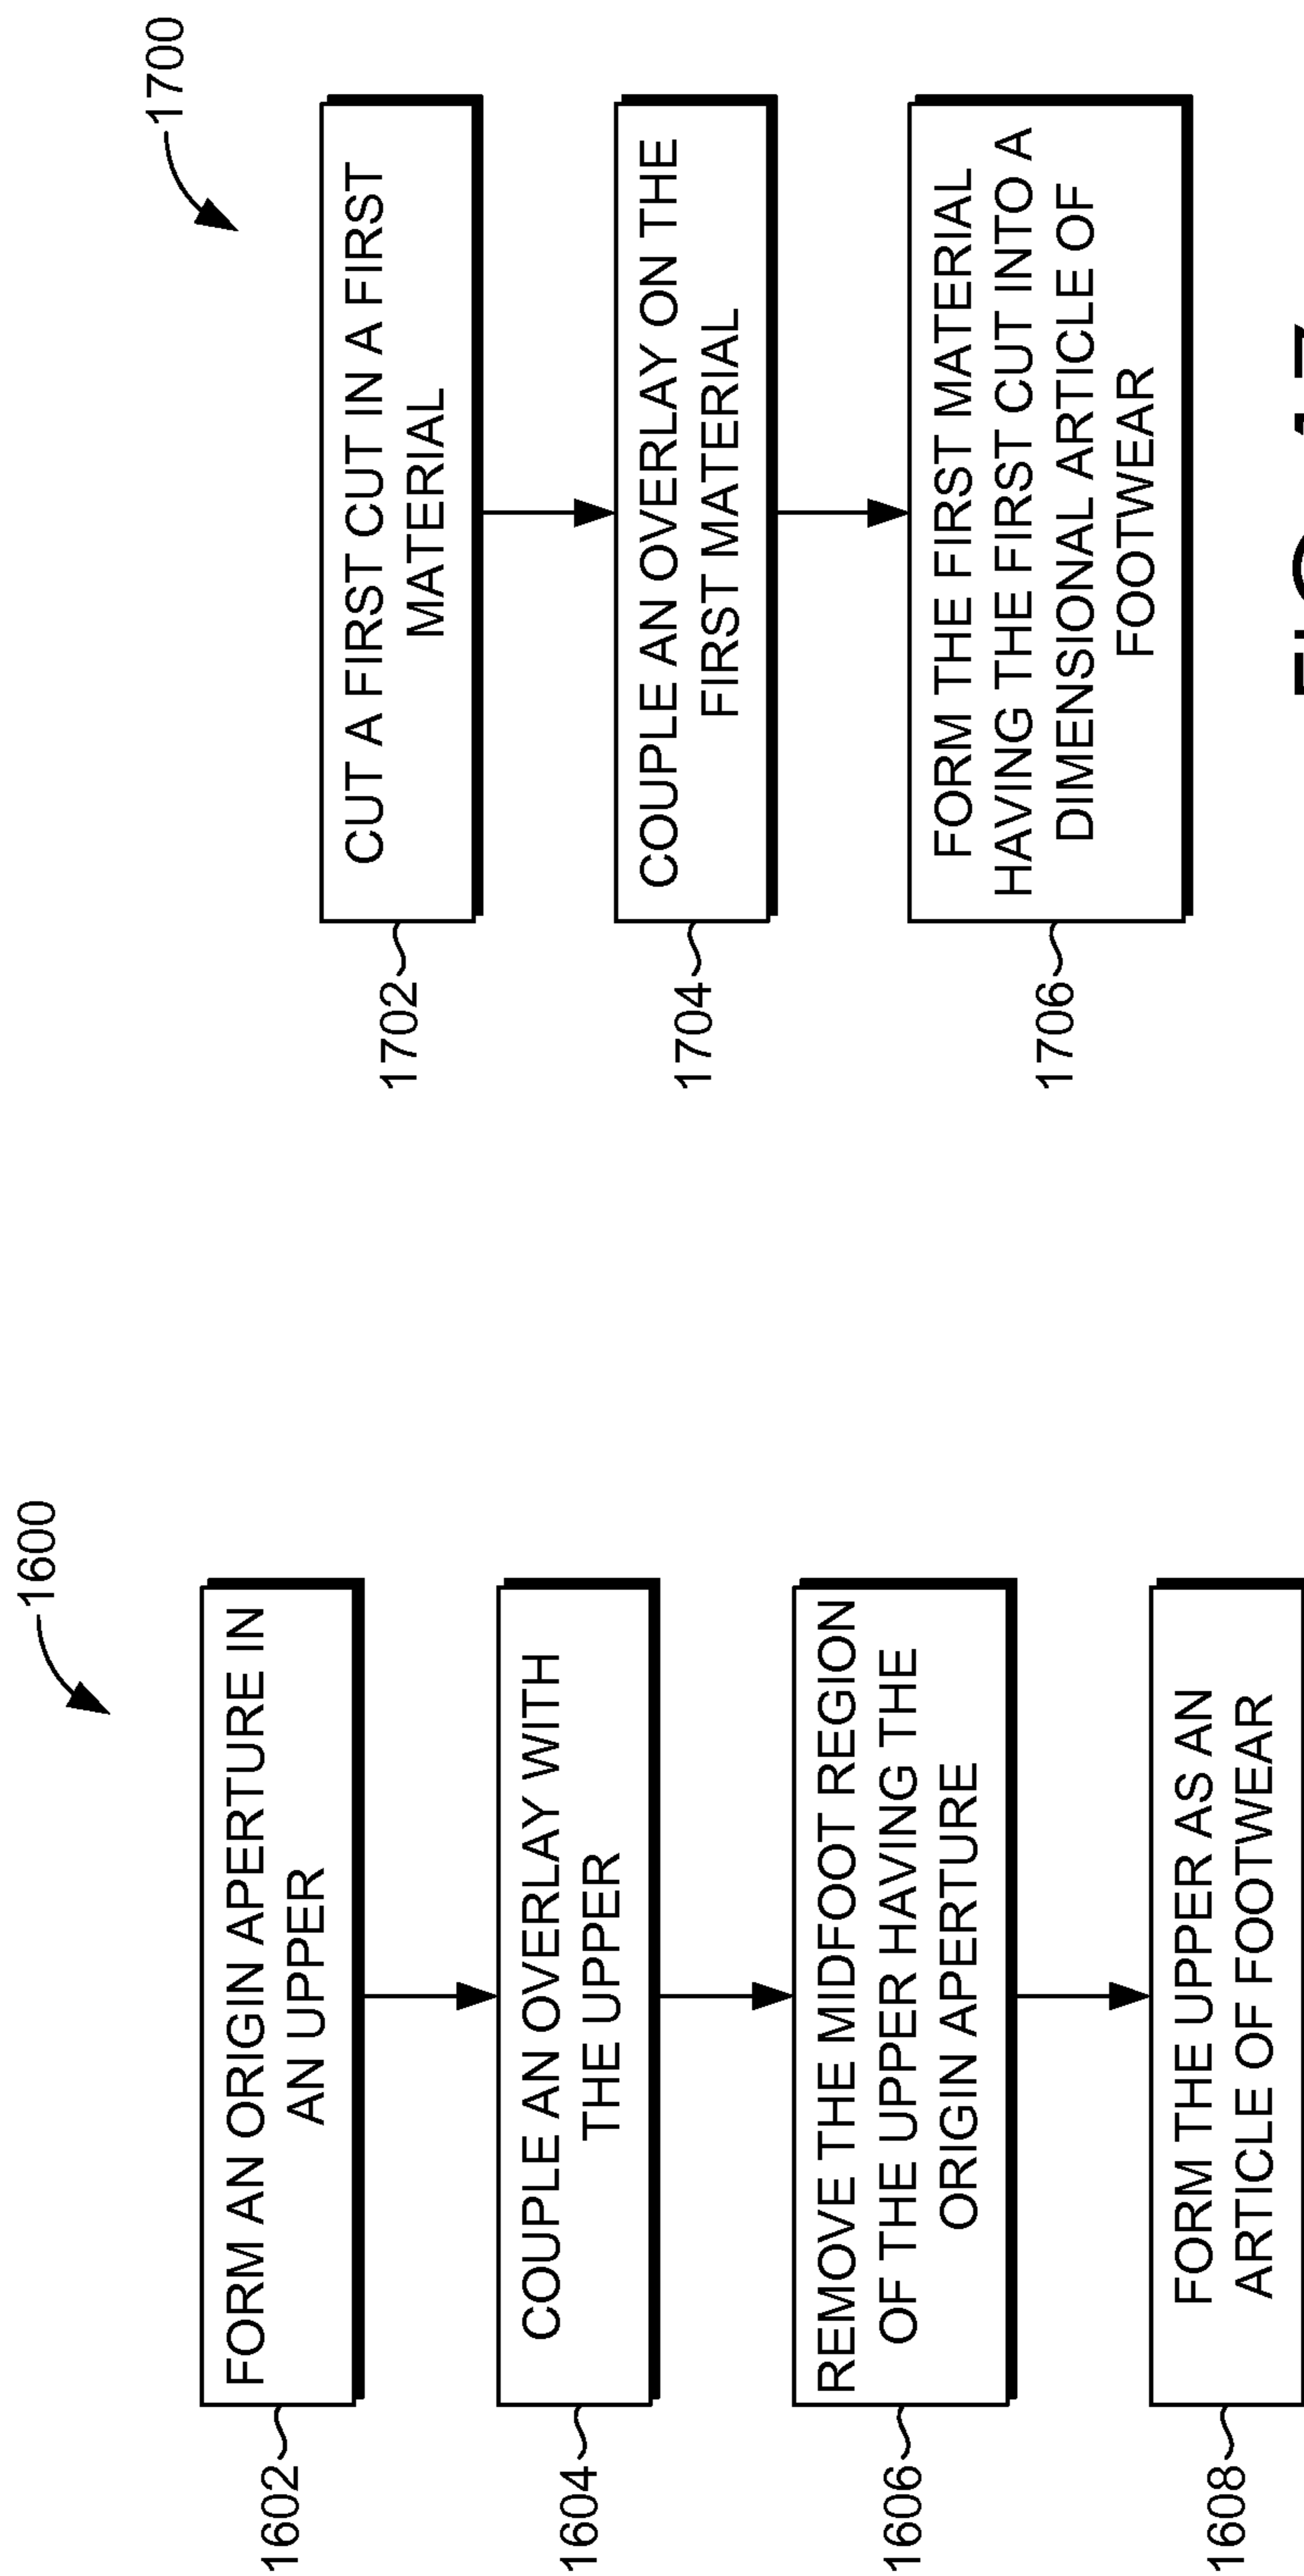 1600
1602
FORM AN ORIGIN APERTURE IN
AN UPPER
1604
COUPLE AN OVERLAY WITH
THE UPPER
1606
REMOVE THE MIDFOOT REGION
OF THE UPPER HAVING THE
ORIGIN APERTURE
1608
FORM THE UPPER AS AN
ARTICLE OF FOOTWEAR
1700
1702
CUT A FIRST CUT IN A FIRST
MATERIAL
1704
COUPLE AN OVERLAY ON THE
FIRST MATERIAL
1706
FORM THE FIRST MATERIAL
HAVING THE FIRST CUT INTO A
DIMENSIONAL ARTICLE OF
FOOTWEAR